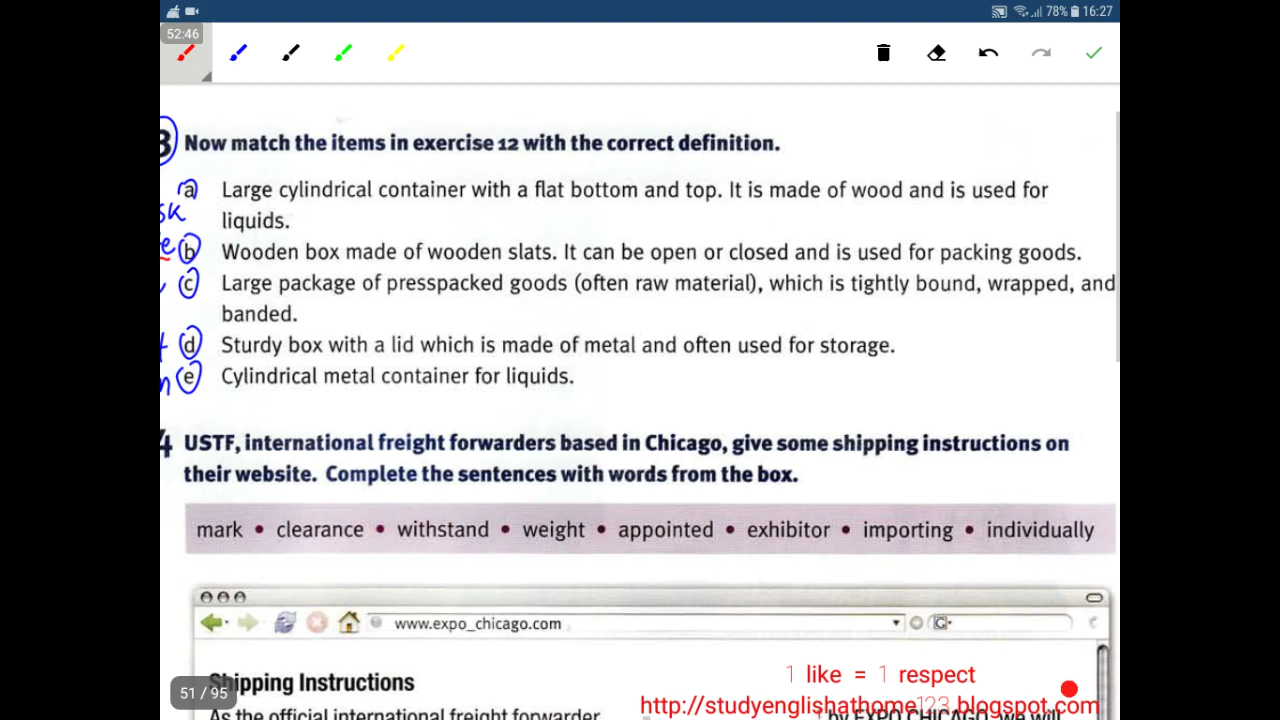 78% 16:27
52:46
3 Now match the items in exercise 12 with the correct definition.
a Large cylindrical container with a flat bottom and top. It is made of wood and is used for
sk liquids.
e b Wooden box made of wooden slats. It can be open or closed and is used for packing goods.
c Large package of presspacked goods (often raw material), which is tightly bound, wrapped, and
banded.
t d Sturdy box with a lid which is made of metal and often used for storage.
n e Cylindrical metal container for liquids.
4 USTF, international freight forwarders based in Chicago, give some shipping instructions on
their website. Complete the sentences with words from the box.
mark • clearance • withstand • weight • appointed • exhibitor • importing • individually
www.expo_chicago.com
Shipping Instructions
1 like = 1 respect
51 / 95
http://studyenglishathome123.blogspot.com
As the official international freight forwarder by EXPO CHICAGO, we will